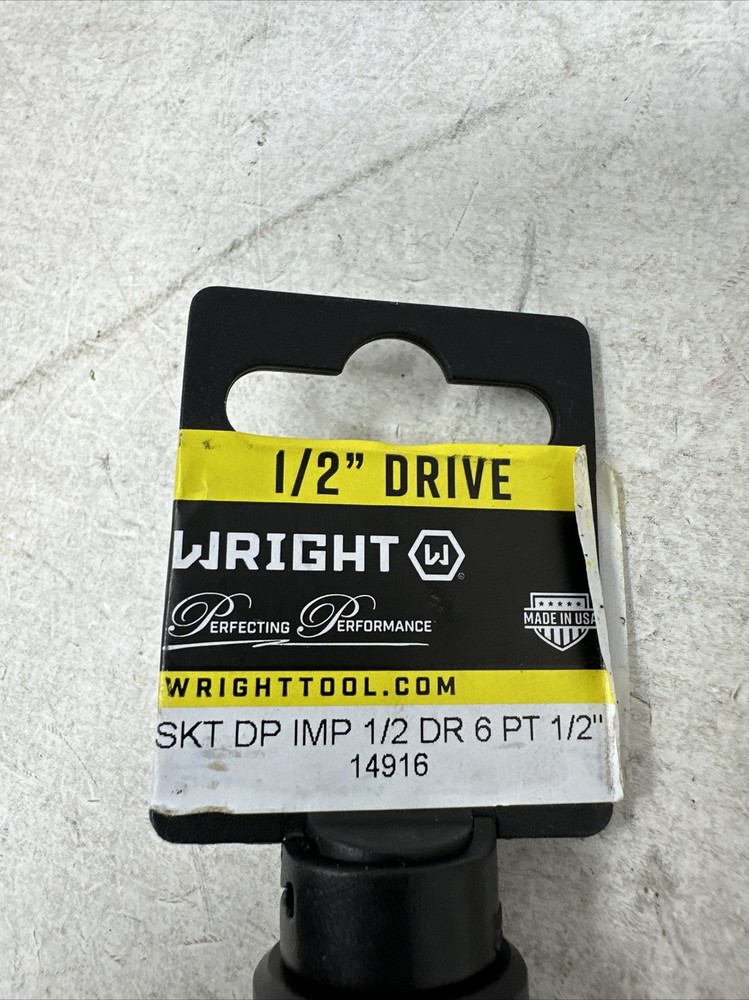 1/2” DRIVE
WRIGHT W
PERFECTING PERFORMANCE
MADE IN USA
WRIGHTTOOL.COM
SKT DP IMP 1/2 DR 6 PT 1/2"
14916